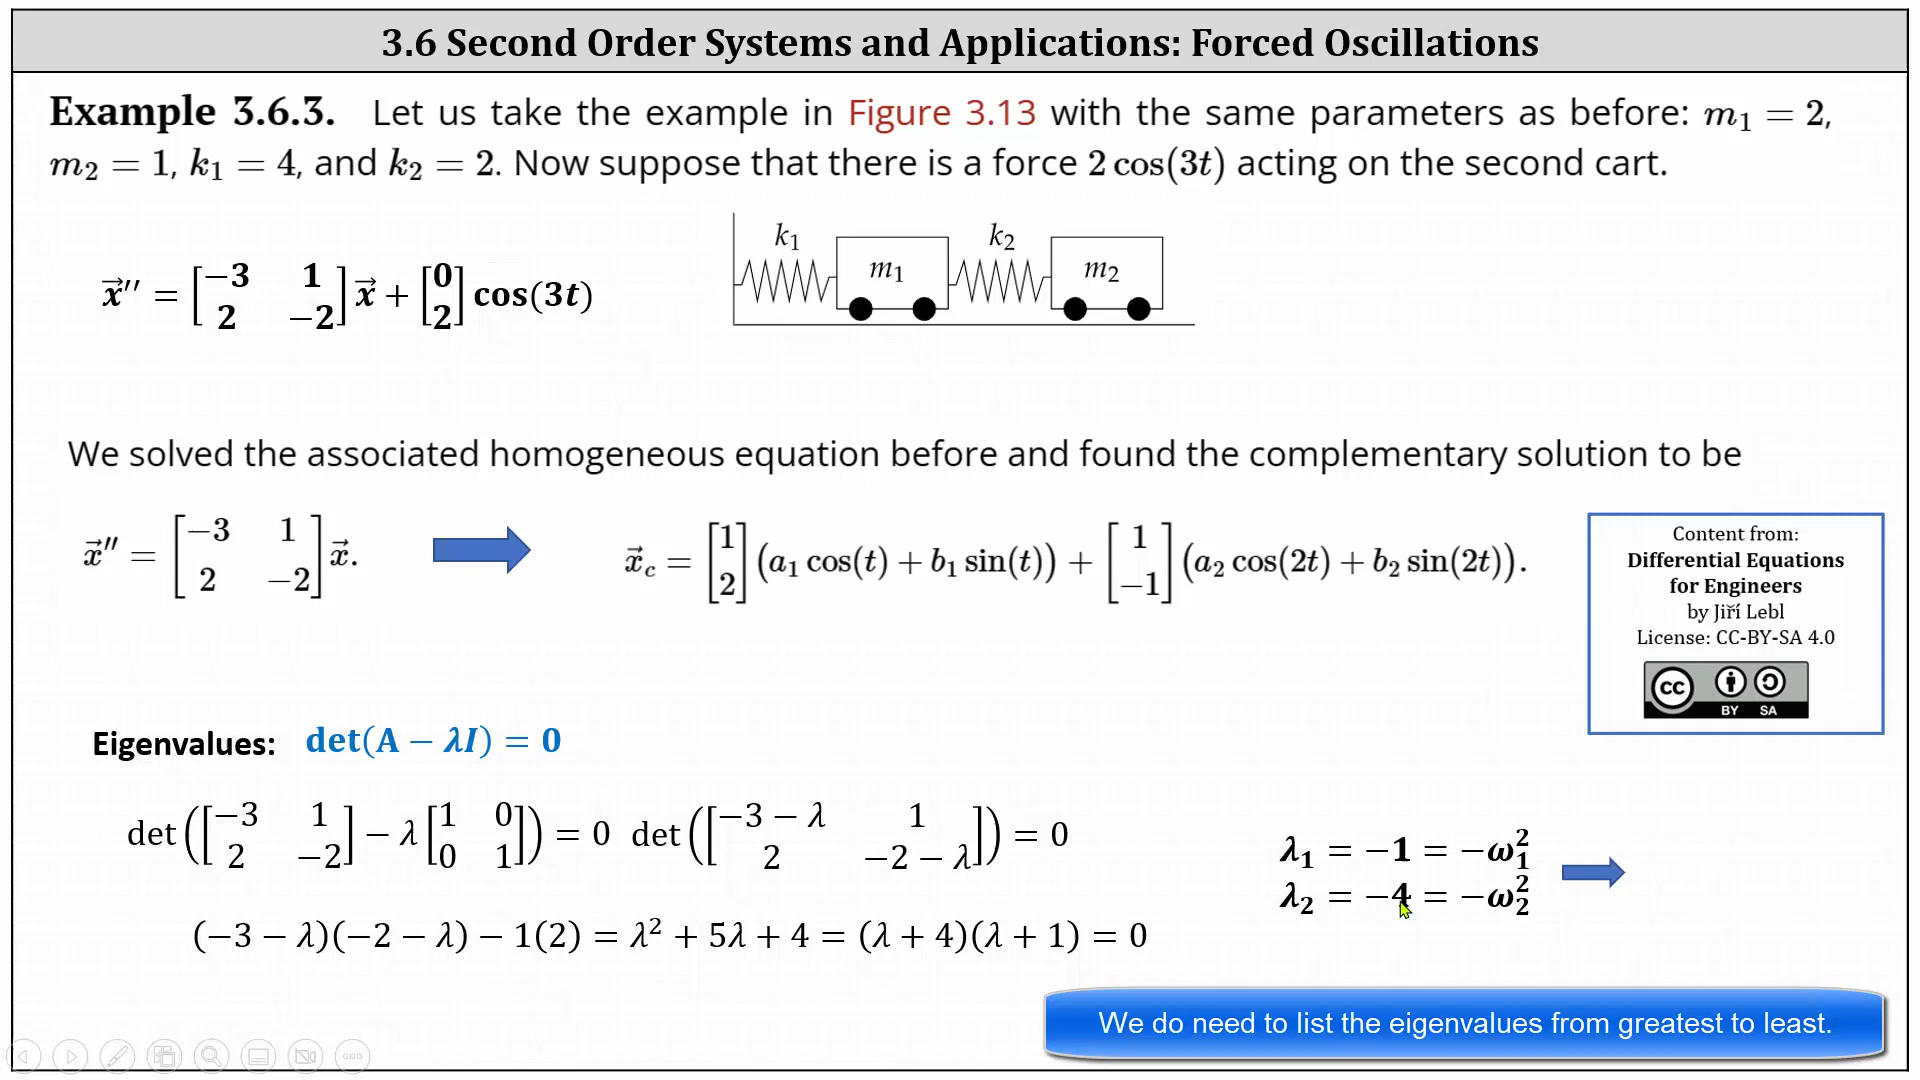 3.6 Second Order Systems and Applications: Forced Oscillations
Example 3.6.3. Let us take the example in Figure 3.13 with the same parameters as before: m₁ = 2,
m₂ = 1, k₁ = 4, and k₂ = 2. Now suppose that there is a force 2 cos(3t) acting on the second cart.
k₁ k₂
m₁ m₂
x⃗′′ = [−3 1; 2 −2] x⃗ + [0; 2] cos(3t)
We solved the associated homogeneous equation before and found the complementary solution to be
x⃗′′ = [−3 1; 2 −2] x⃗.
x⃗c = [1; 2] (a₁ cos(t) + b₁ sin(t)) + [1; −1] (a₂ cos(2t) + b₂ sin(2t)).
Content from:
Differential Equations
for Engineers
by Jiří Lebl
License: CC-BY-SA 4.0
cc
BY SA
Eigenvalues: det(A − λI) = 0
det([−3 1; 2 −2] − λ [1 0; 0 1]) = 0 det([−3 − λ 1; 2 −2 − λ]) = 0
λ₁ = −1 = −ω₁²
λ₂ = −4 = −ω₂²
(−3 − λ)(−2 − λ) − 1(2) = λ² + 5λ + 4 = (λ + 4)(λ + 1) = 0
We do need to list the eigenvalues from greatest to least.